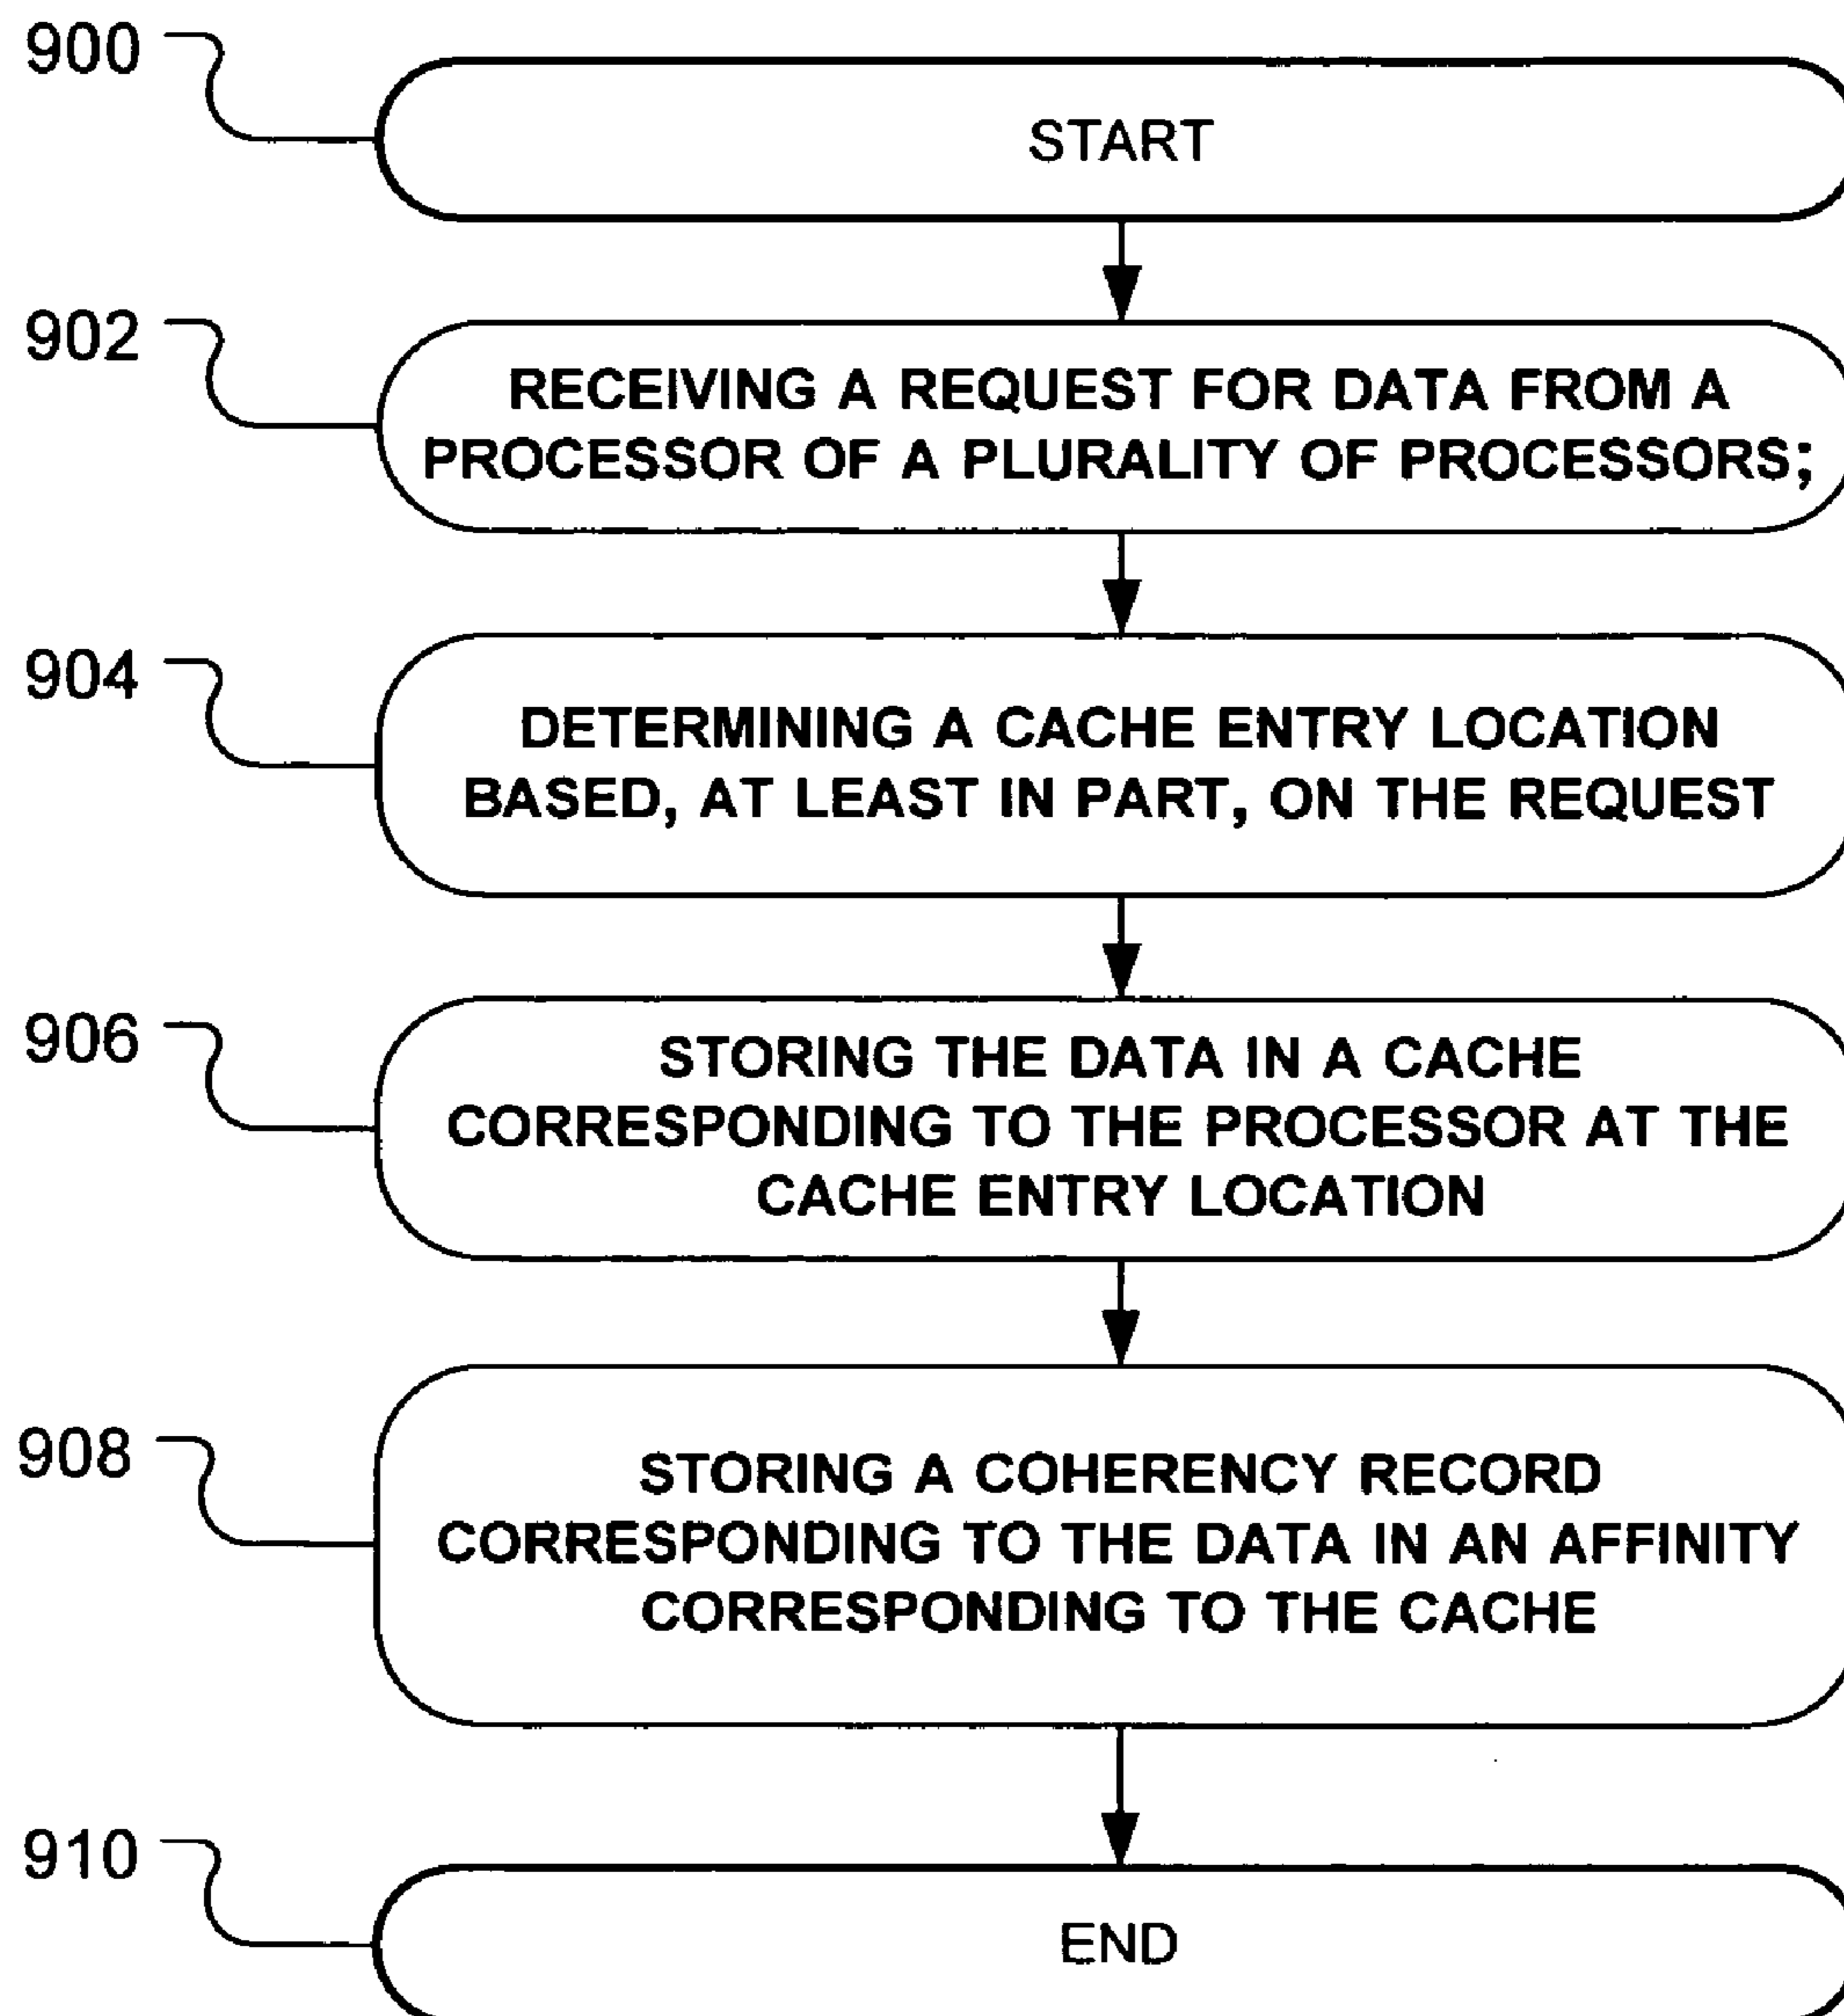 900
START
902
RECEIVING A REQUEST FOR DATA FROM A
PROCESSOR OF A PLURALITY OF PROCESSORS;
904
DETERMINING A CACHE ENTRY LOCATION
BASED, AT LEAST IN PART, ON THE REQUEST
906
STORING THE DATA IN A CACHE
CORRESPONDING TO THE PROCESSOR AT THE
CACHE ENTRY LOCATION
908
STORING A COHERENCY RECORD
CORRESPONDING TO THE DATA IN AN AFFINITY
CORRESPONDING TO THE CACHE
910
END